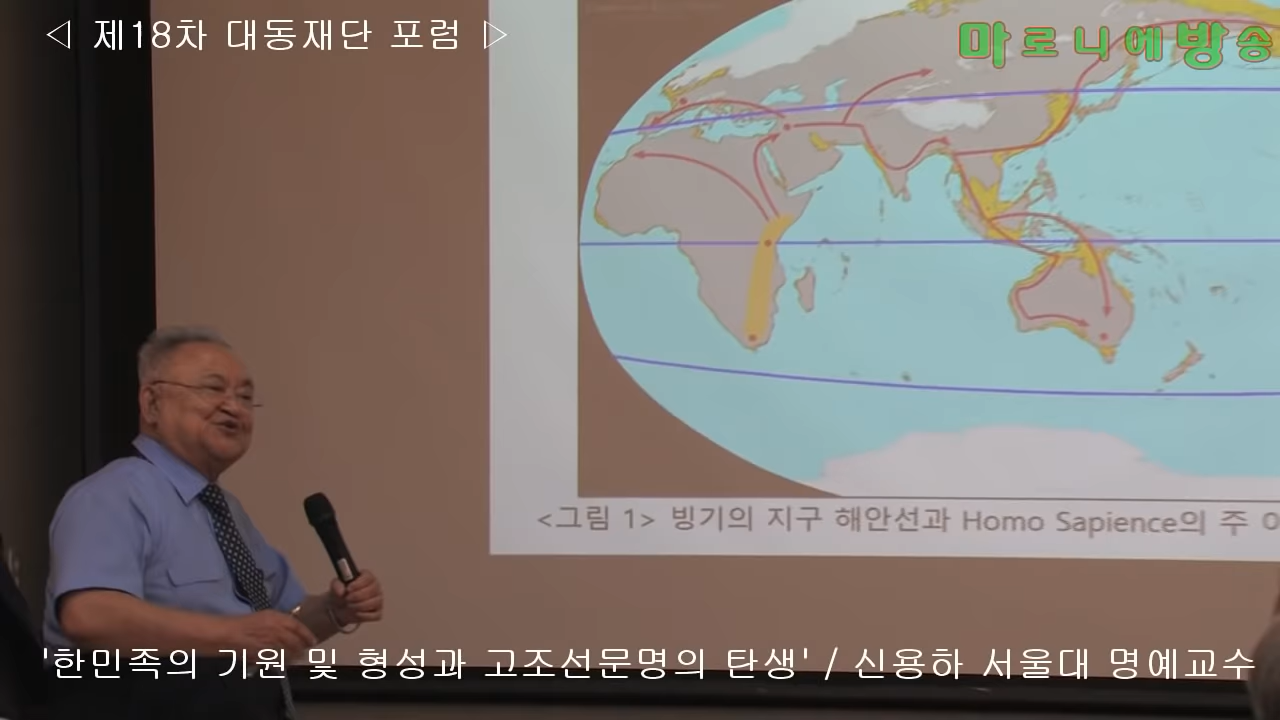 ◁ 제18차 대동재단 포럼 ▷
마로니에방송
<그림 1> 빙기의 지구 해안선과 Homo Sapience의 주
'한민족의 기원 및 형성과 고조선문명의 탄생' / 신용하 서울대 명예교수